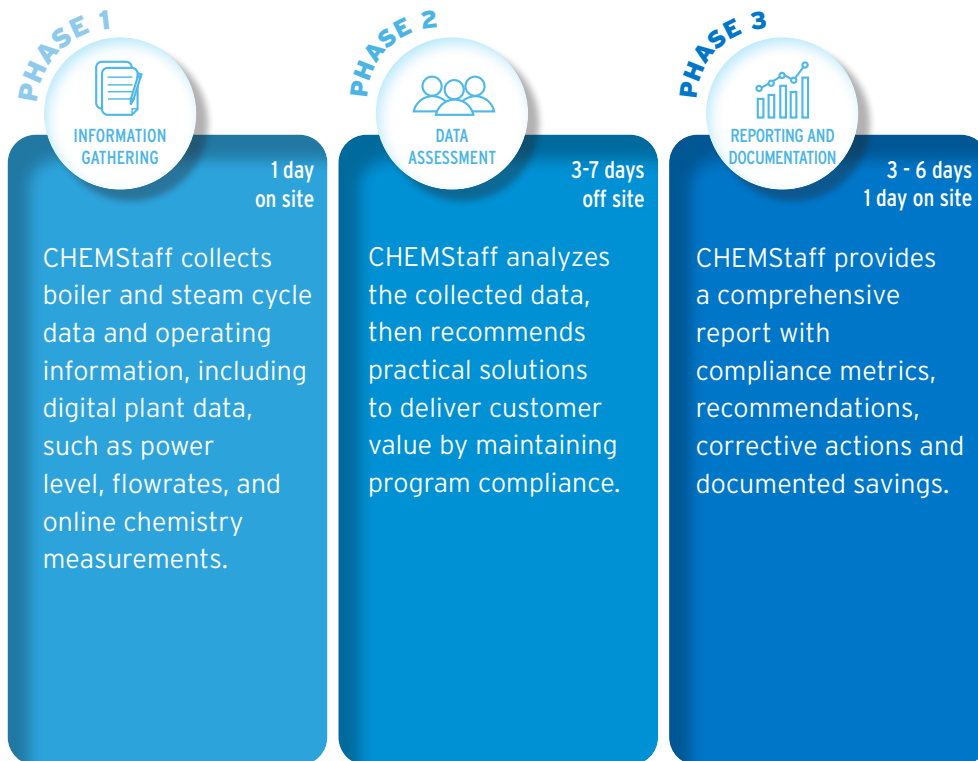 PHASE 1
INFORMATION
GATHERING
1 day
on site
CHEMStaff collects
boiler and steam cycle
data and operating
information, including
digital plant data,
such as power
level, flowrates, and
online chemistry
measurements.
PHASE 2
DATA
ASSESSMENT
3-7 days
off site
CHEMStaff analyzes
the collected data,
then recommends
practical solutions
to deliver customer
value by maintaining
program compliance.
PHASE 3
REPORTING AND
DOCUMENTATION
3 - 6 days
1 day on site
CHEMStaff provides
a comprehensive
report with
compliance metrics,
recommendations,
corrective actions and
documented savings.